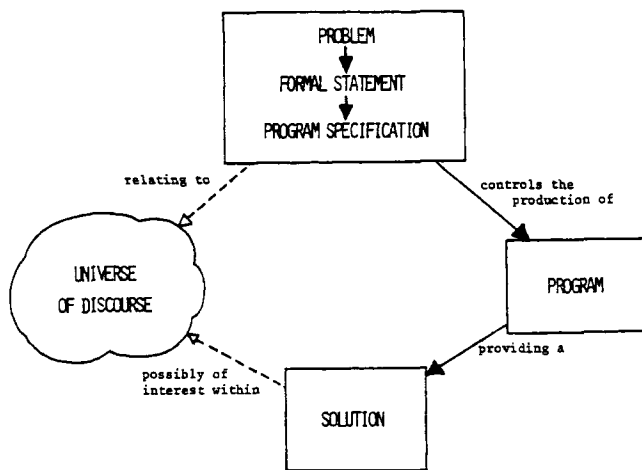 PROBLEM
FORMAL STATEMENT
PROGRAM SPECIFICATION
relating to
controls the
production of
UNIVERSE
OF DISCOURSE
PROGRAM
providing a
possibly of
interest within
SOLUTION